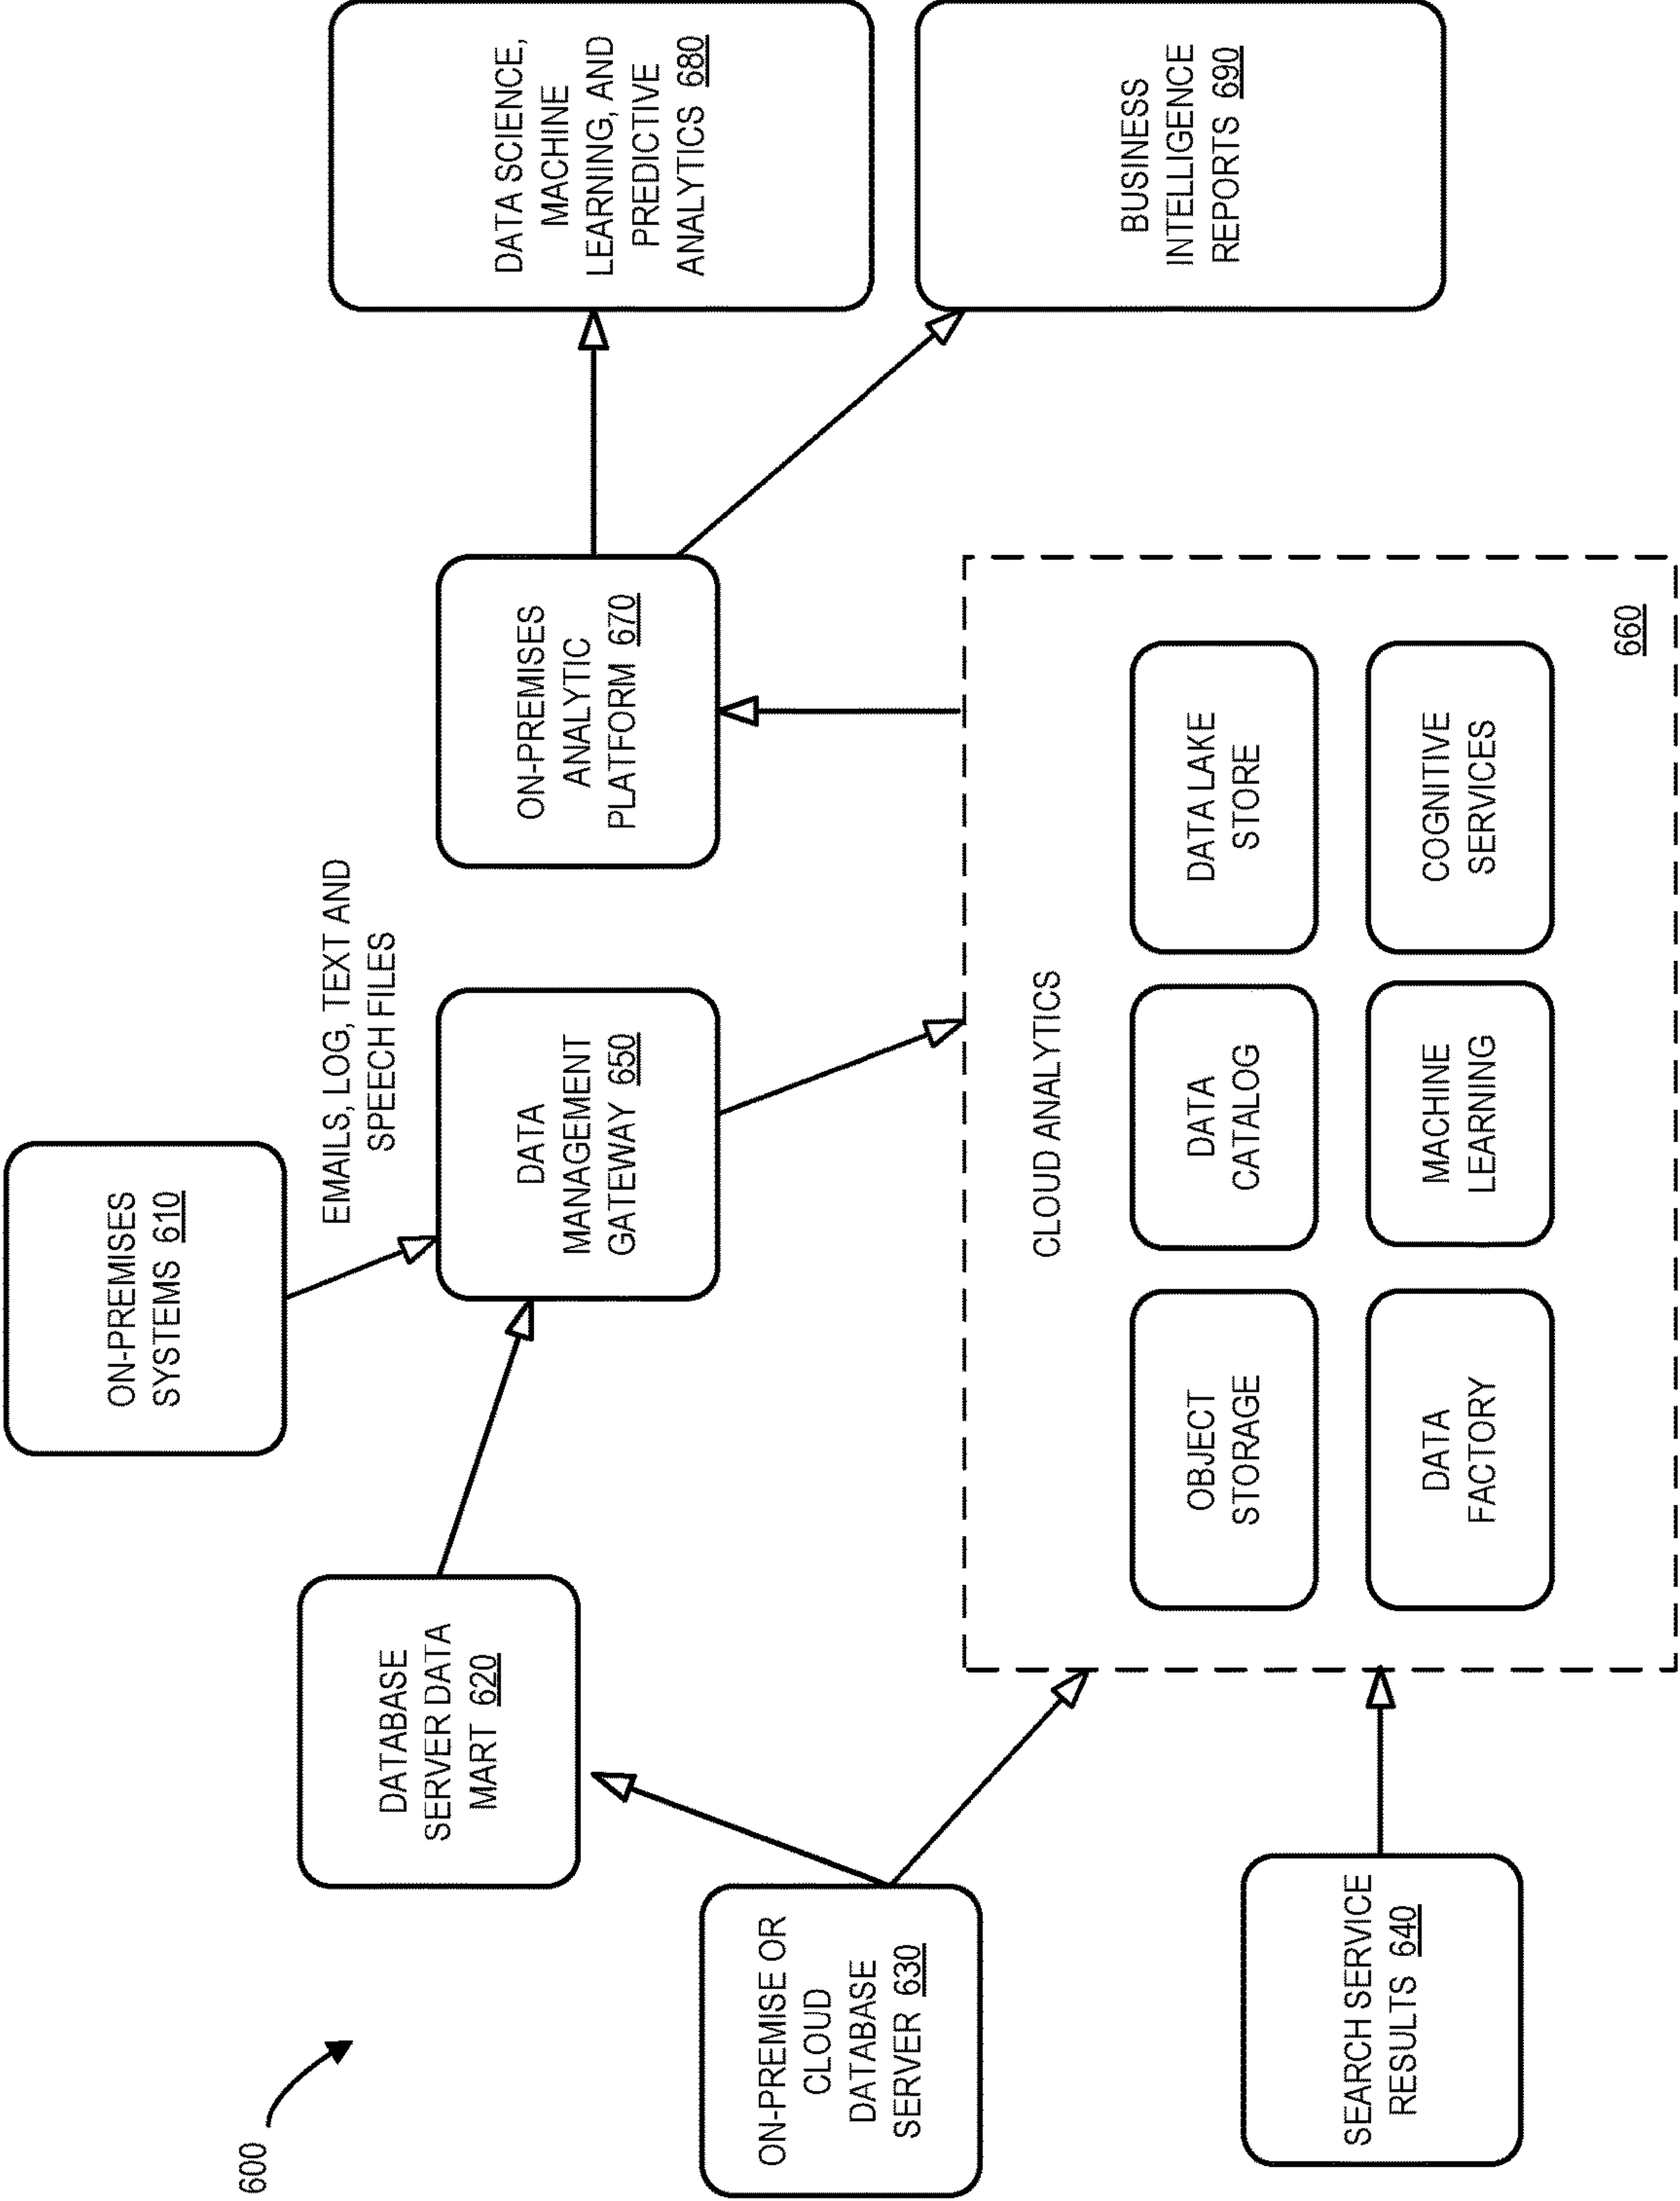 600
ON-PREMISES
SYSTEMS 610
EMAILS, LOG, TEXT AND
SPEECH FILES
DATABASE
SERVER DATA
MART 620
DATA
MANAGEMENT
GATEWAY 650
ON-PREMISES
ANALYTIC
PLATFORM 670
DATA SCIENCE,
MACHINE
LEARNING, AND
PREDICTIVE
ANALYTICS 680
ON-PREMISE OR
CLOUD
DATABASE
SERVER 630
BUSINESS
INTELLIGENCE
REPORTS 690
CLOUD ANALYTICS
OBJECT
STORAGE
DATA
CATALOG
DATA LAKE
STORE
DATA
FACTORY
MACHINE
LEARNING
COGNITIVE
SERVICES
660
SEARCH SERVICE
RESULTS 640